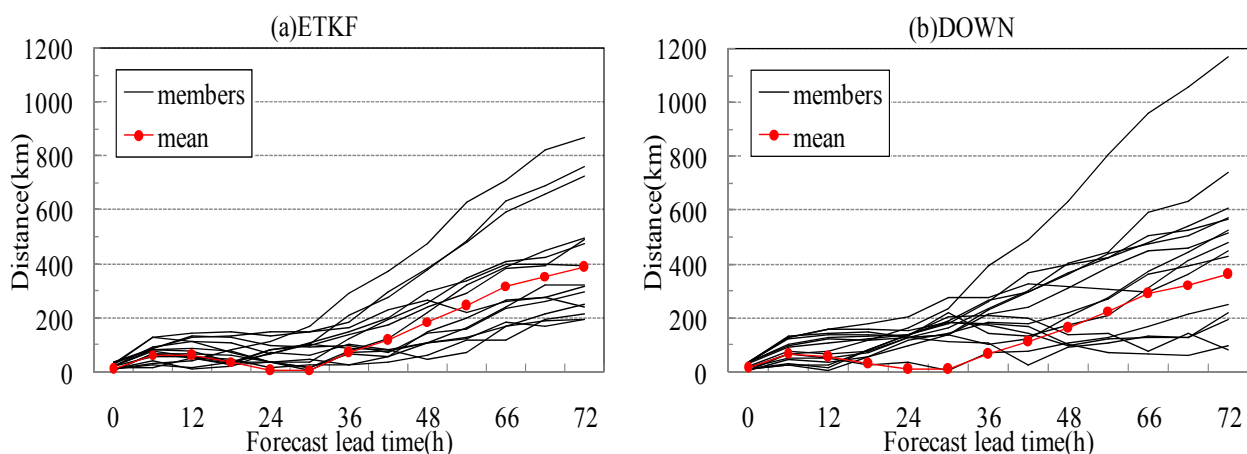 (a)ETKF
1200
1000
800
600
400
200
0
Distance(km)
members
mean
0 12 24 36 48 66 72
Forecast lead time(h)
(b)DOWN
1200
1000
800
600
400
200
0
Distance(km)
members
mean
0 12 24 36 48 66 72
Forecast lead time(h)